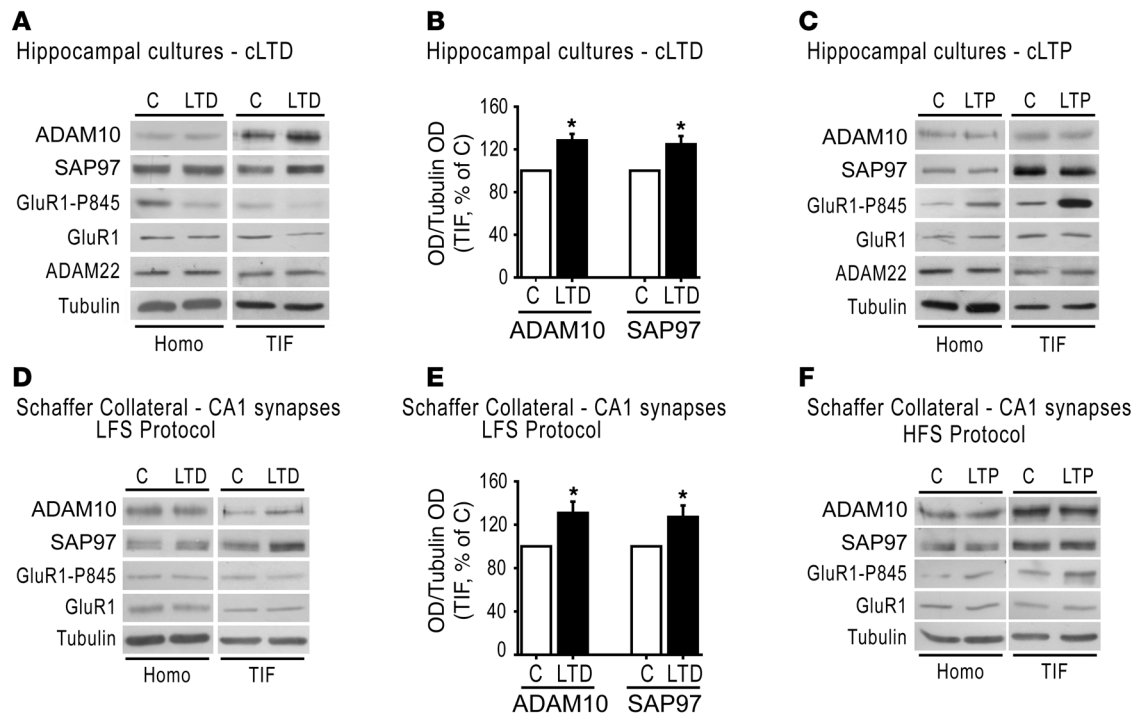 A
Hippocampal cultures - cLTD
C LTD C LTD
ADAM10
SAP97
GluR1-P845
GluR1
ADAM22
Tubulin
Homo TIF
B
Hippocampal cultures - cLTD
OD/Tubulin OD
(TIF, % of C)
160
120
80
40
0
* *
C LTD C LTD
ADAM10 SAP97
C
Hippocampal cultures - cLTP
C LTP C LTP
ADAM10
SAP97
GluR1-P845
GluR1
ADAM22
Tubulin
Homo TIF
D
Schaffer Collateral - CA1 synapses
LFS Protocol
C LTD C LTD
ADAM10
SAP97
GluR1-P845
GluR1
Tubulin
Homo TIF
E
Schaffer Collateral - CA1 synapses
LFS Protocol
OD/Tubulin OD
(TIF, % of C)
160
120
80
40
0
* *
C LTD C LTD
ADAM10 SAP97
F
Schaffer Collateral - CA1 synapses
HFS Protocol
C LTP C LTP
ADAM10
SAP97
GluR1-P845
GluR1
Tubulin
Homo TIF